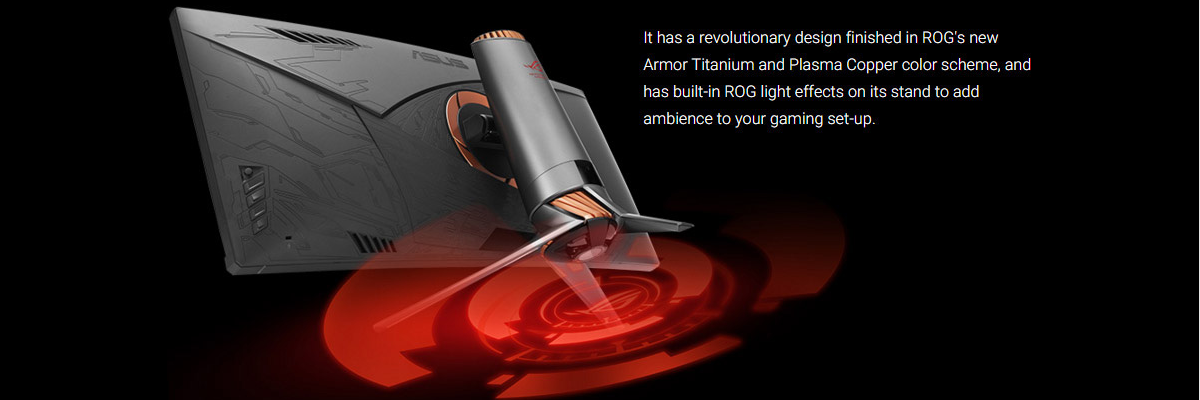 It has a revolutionary design finished in ROG's new
Armor Titanium and Plasma Copper color scheme, and
has built-in ROG light effects on its stand to add
ambience to your gaming set-up.
ASUS